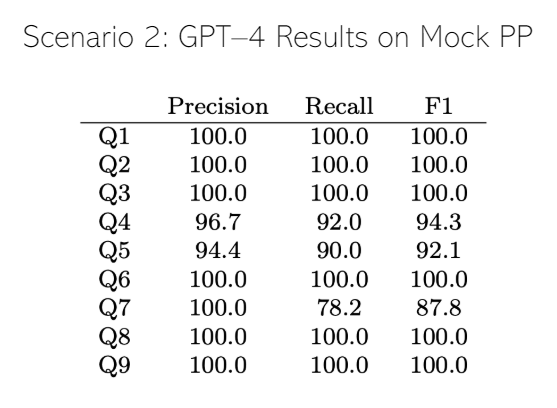 Scenario 2: GPT–4 Results on Mock PP
Precision Recall F1
Q1 100.0 100.0 100.0
Q2 100.0 100.0 100.0
Q3 100.0 100.0 100.0
Q4 96.7 92.0 94.3
Q5 94.4 90.0 92.1
Q6 100.0 100.0 100.0
Q7 100.0 78.2 87.8
Q8 100.0 100.0 100.0
Q9 100.0 100.0 100.0